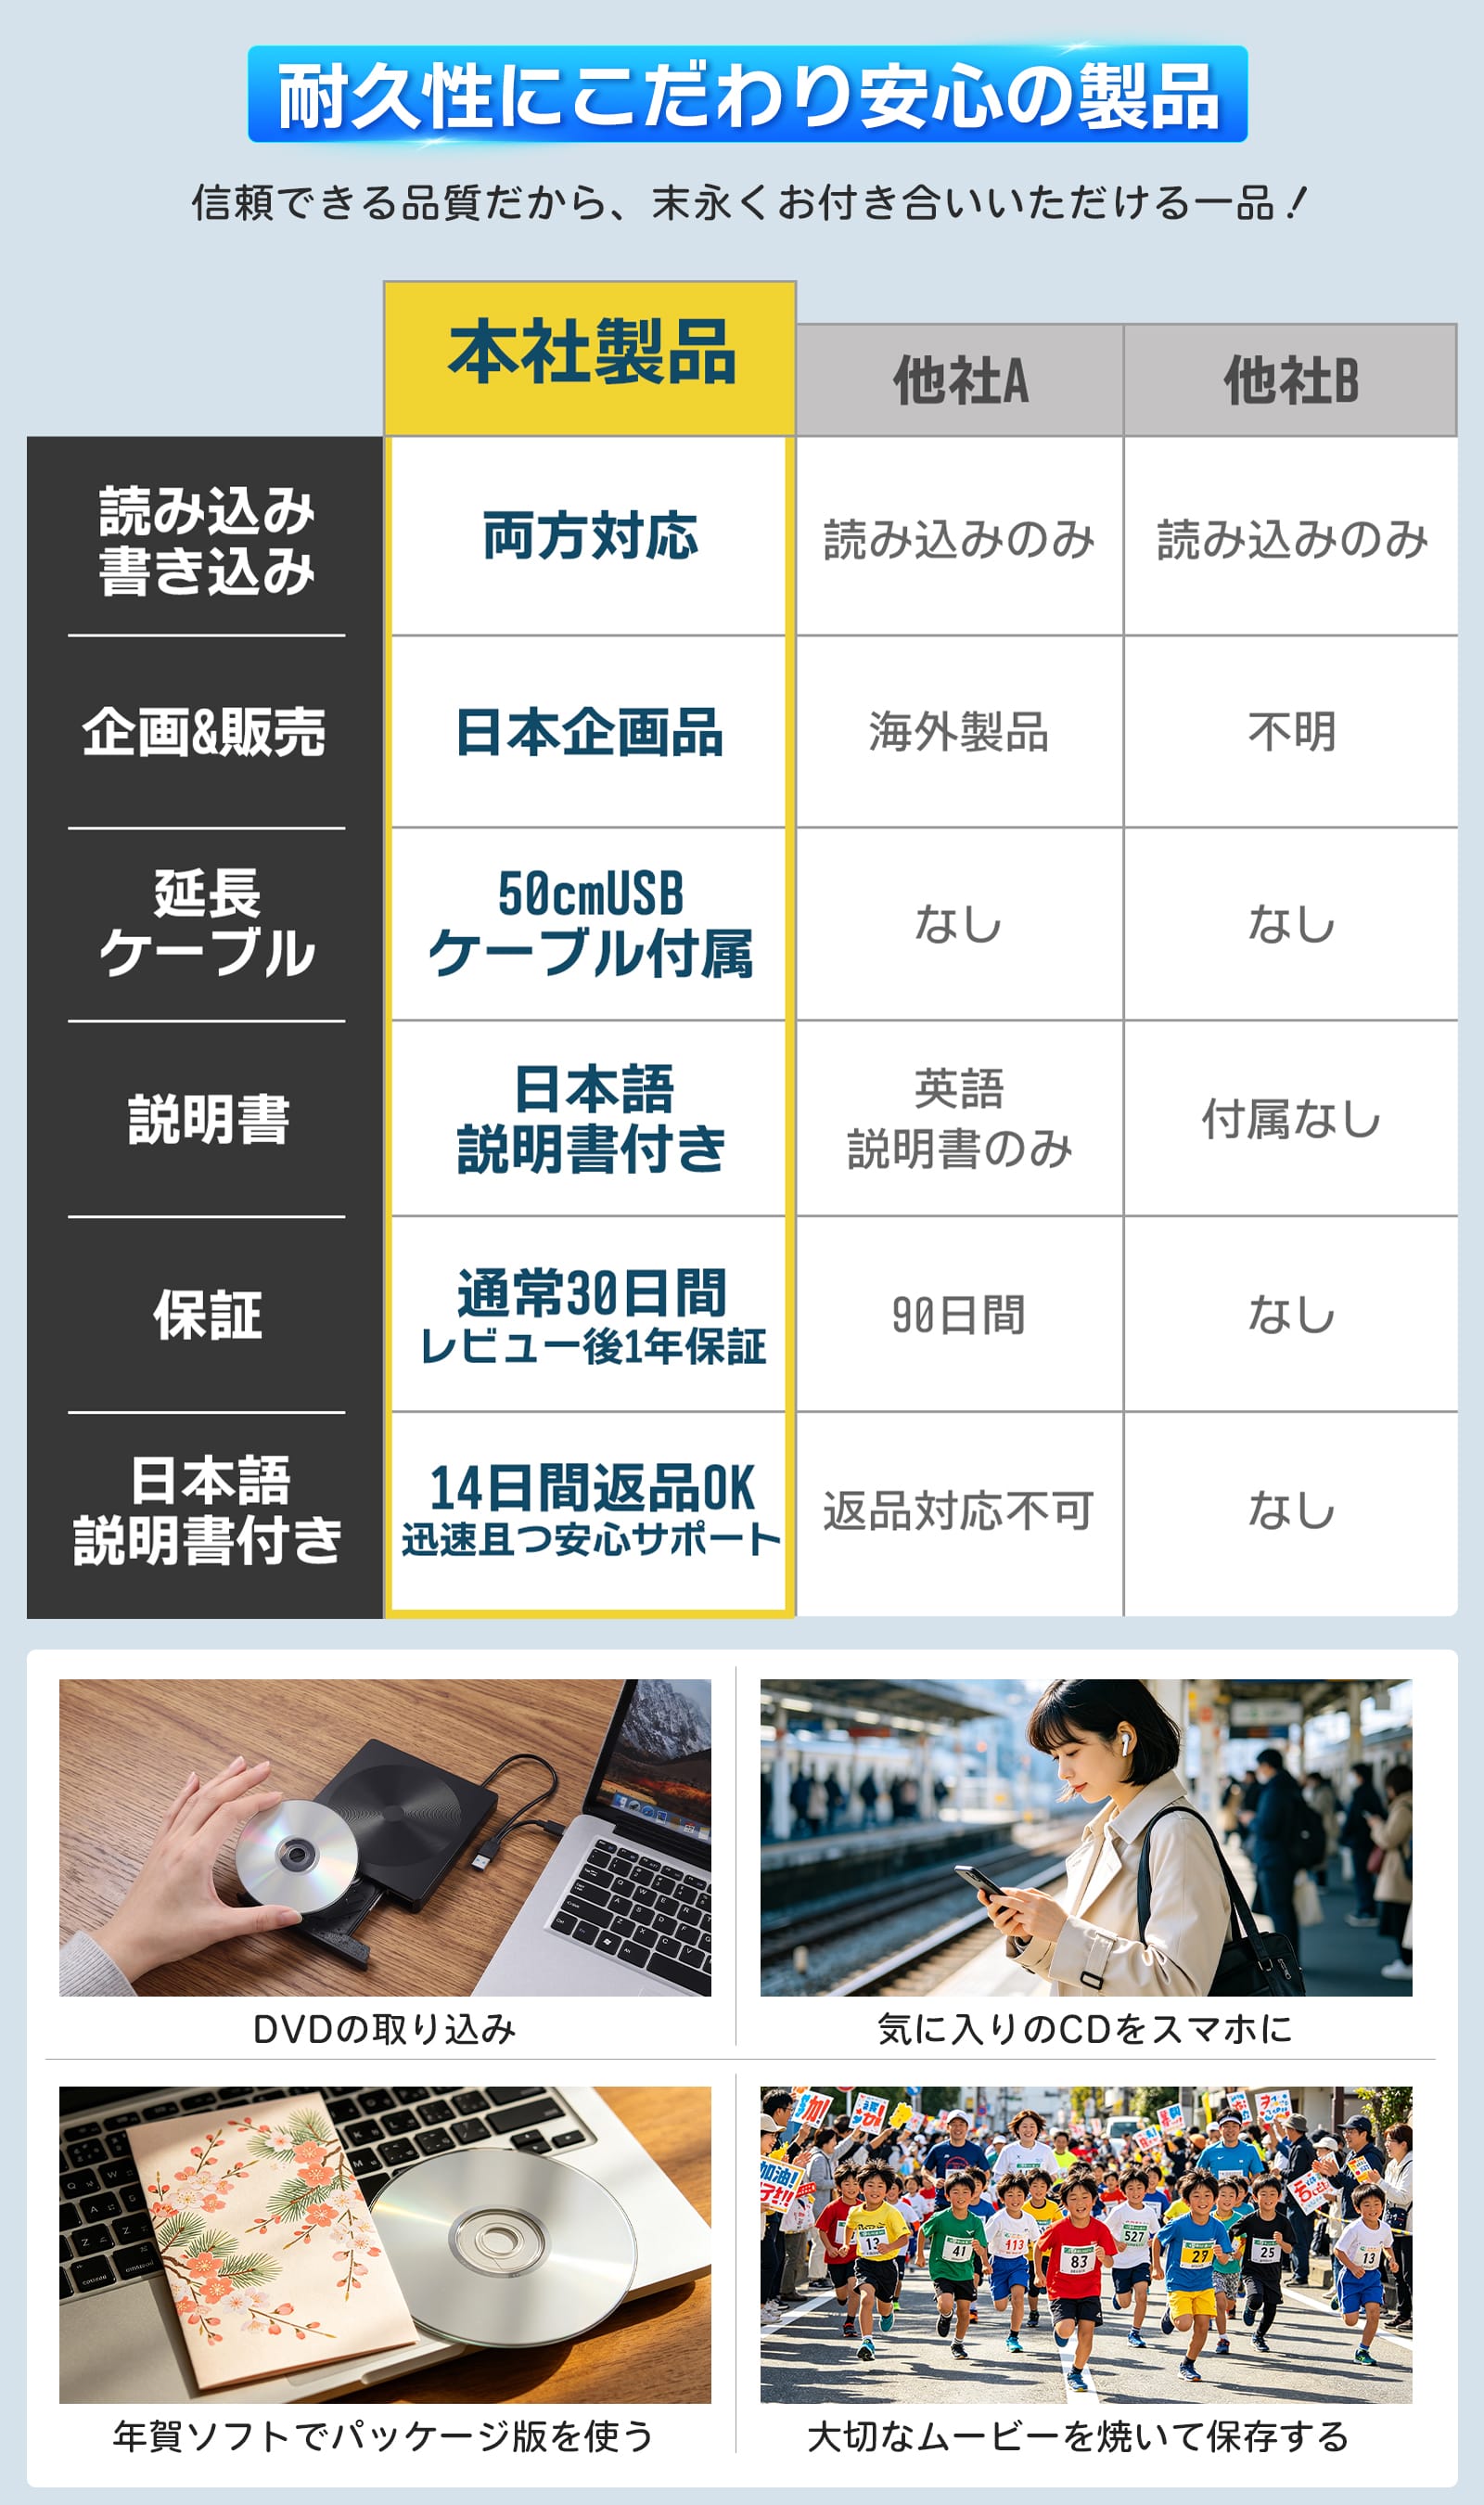 耐久性にこだわり安心の製品
信頼できる品質だから、末永くお付き合いいただける一品！
本社製品
他社A
他社B
読み込み
書き込み
両方対応
読み込みのみ
読み込みのみ
企画&販売
日本企画品
海外製品
不明
延長
ケーブル
50cmUSB
ケーブル付属
なし
なし
説明書
日本語
説明書付き
英語
説明書のみ
付属なし
保証
通常30日間
レビュー後1年保証
90日間
なし
日本語
説明書付き
14日間返品OK
迅速且つ安心サポート
返品対応不可
なし
DVDの取り込み
気に入りのCDをスマホに
加油!
13
41
413
83
527
27
25
13
年賀ソフトでパッケージ版を使う
大切なムービーを焼いて保存する